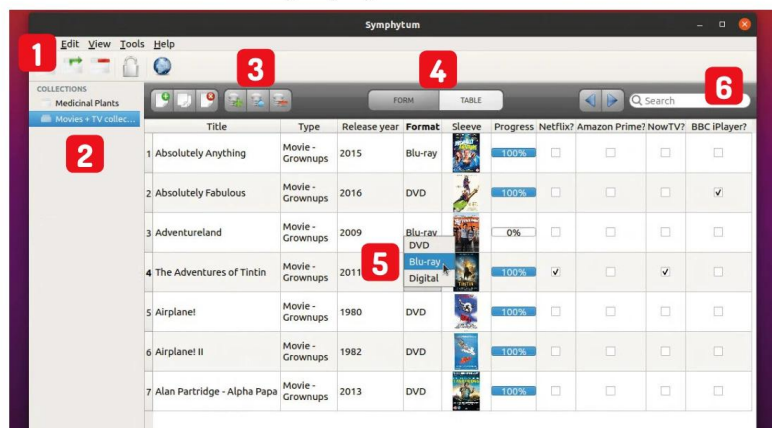 Symphytum
1 Edit View Tools Help
3 4 6
COLLECTIONS
Medicinal Plants
Movies + TV collec...
2
FORM TABLE
Search
Title Type Release year Format Sleeve Progress Netflix? Amazon Prime? NowTV? BBC iPlayer?
1 Absolutely Anything Movie - Grownups 2015 Blu-ray 100%
2 Absolutely Fabulous Movie - Grownups 2016 DVD 100%
3 Adventureland Movie - Grownups 2009 Blu-ray 0%
DVD
5 Blu-ray
Digital
4 The Adventures of Tintin Movie - Grownups 2011 TINTIN 100%
5 Airplane! Movie - Grownups 1980 DVD 100%
6 Airplane! II Movie - Grownups 1982 DVD 100%
7 Alan Partridge - Alpha Papa Movie - Grownups 2013 DVD 100%